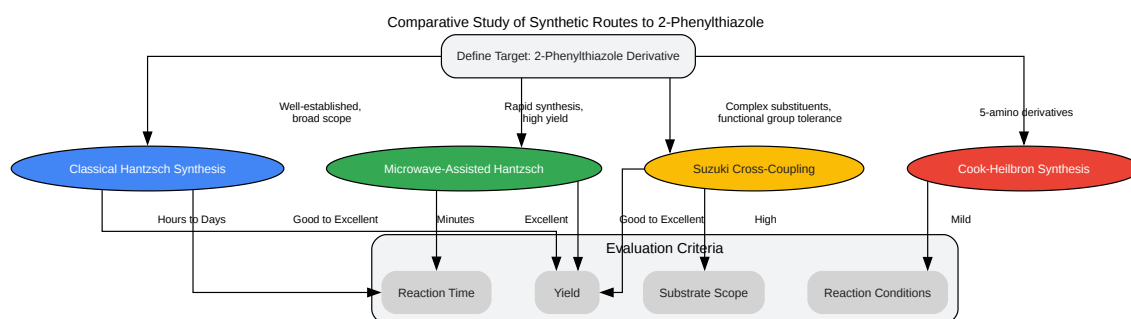 Comparative Study of Synthetic Routes to 2-Phenylthiazole
Define Target: 2-Phenylthiazole Derivative
Well-established,
broad scope
Rapid synthesis,
high yield
Complex substituents,
functional group tolerance
5-amino derivatives
Classical Hantzsch Synthesis
Microwave-Assisted Hantzsch
Suzuki Cross-Coupling
Cook-Heilbron Synthesis
Hours to Days
Good to Excellent
Minutes
Excellent
Good to Excellent
High
Mild
Evaluation Criteria
Reaction Time
Yield
Substrate Scope
Reaction Conditions